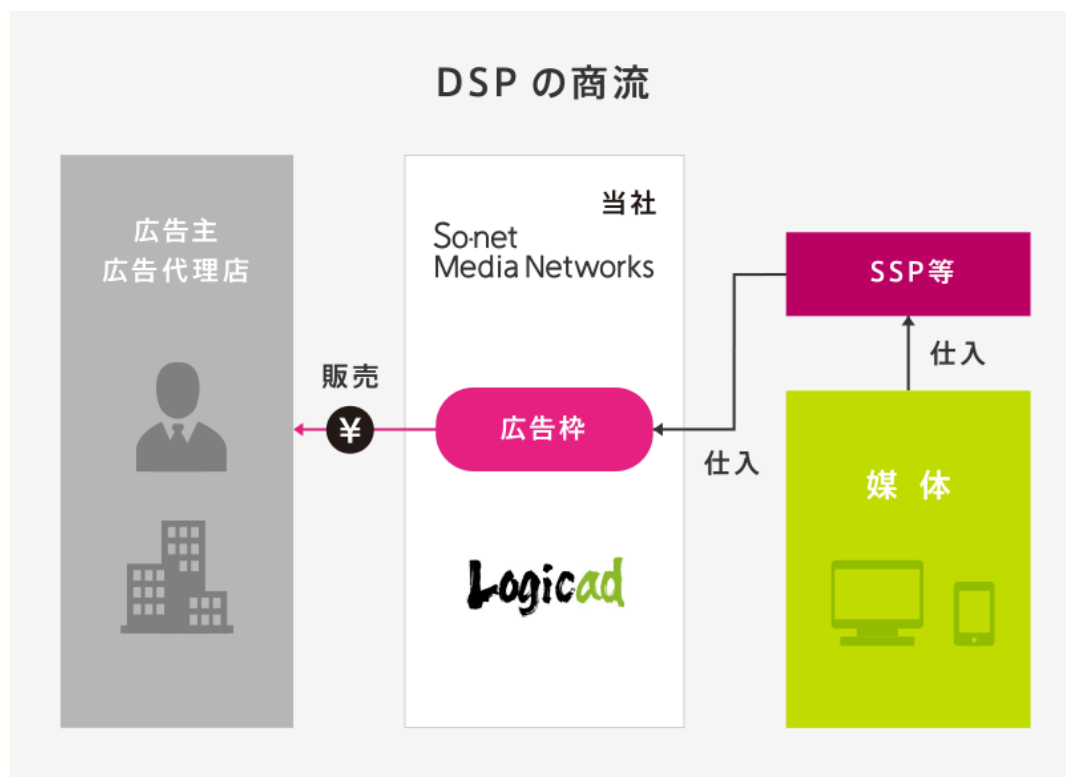 DSP の商流
広告主
広告代理店
販売
¥
当社
So-net
Media Networks
広告枠
Logicad
SSP等
仕入
仕入
媒 体